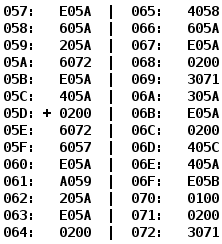 057:   E05A  |  065:   4058
058:   605A  |  066:   605A
059:   205A  |  067:   E05A
05A:   6072  |  068:   0200
05B:   E05A  |  069:   3071
05C:   405A  |  06A:   305A
05D: + 0200  |  06B:   E05A
05E:   6072  |  06C:   0200
05F:   6057  |  06D:   405C
060:   E05A  |  06E:   405A
061:   A059  |  06F:   E05B
062:   205A  |  070:   0100
063:   E05A  |  071:   0200
064:   0200  |  072:   3071